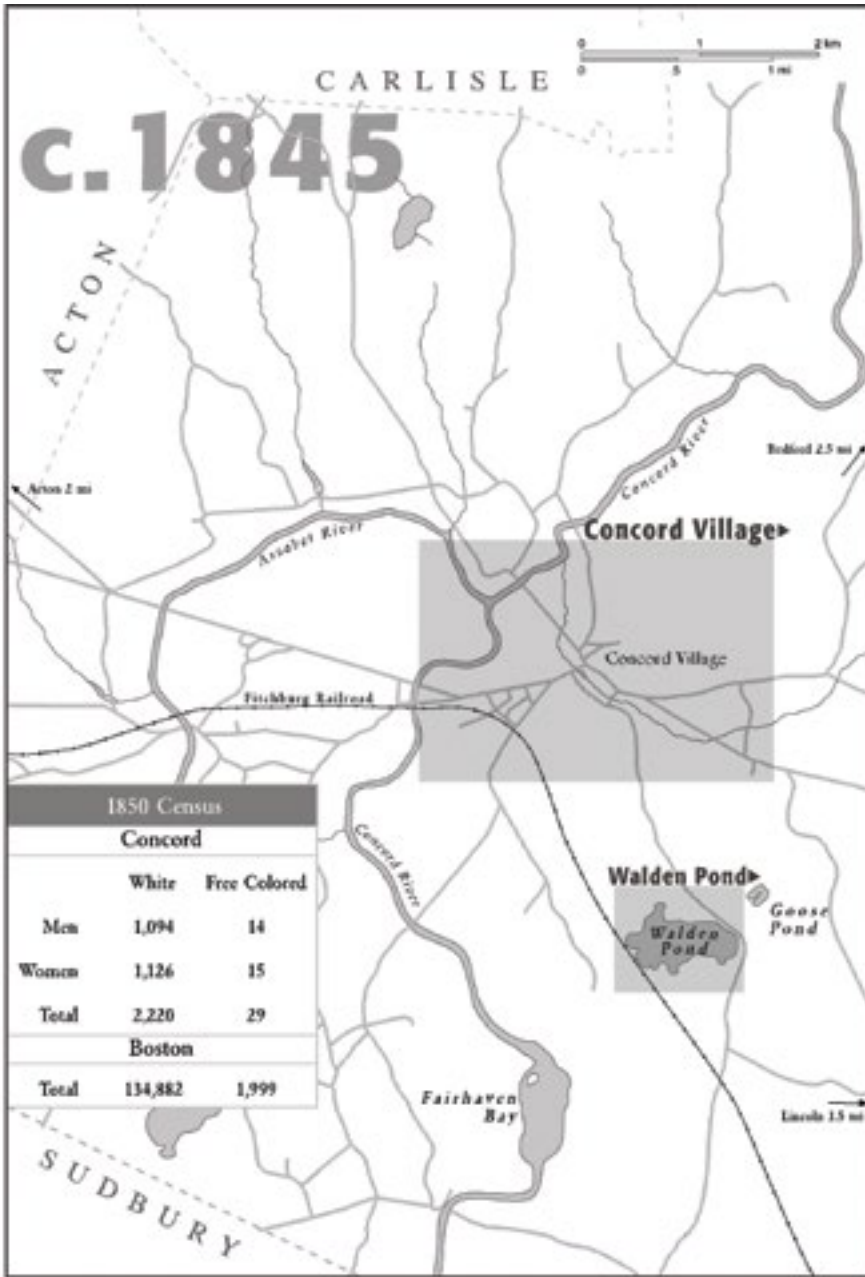 0 1 2 km
0 5 1 mi
CARLISLE
c.1845
ACTON
Bedford 2.5 mi
Acton 2 mi
Concord River
Assabet River
Concord Village
Concord Village
Fitchburg Railroad
1850 Census
Concord
White Free Colored
Men 1,094 14
Women 1,126 15
Total 2,220 29
Boston
Total 134,882 1,999
Concord River
Walden Pond
Goose
Pond
Walden
Pond
Fairhaven
Bay
Lincoln 1.5 mi
SUDBURY